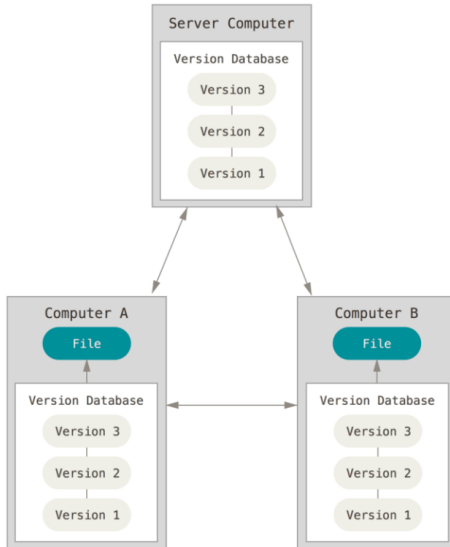 Server Computer
Version Database
Version 3
Version 2
Version 1
Computer A
File
Version Database
Version 3
Version 2
Version 1
Computer B
File
Version Database
Version 3
Version 2
Version 1